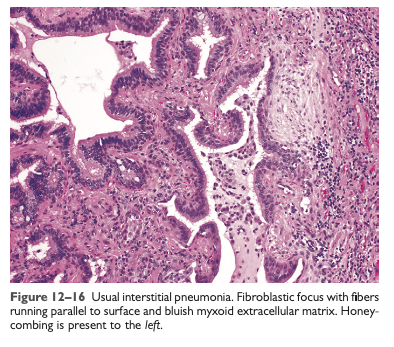 Figure 12–16 Usual interstitial pneumonia. Fibroblastic focus with fibers
running parallel to surface and bluish myxoid extracellular matrix. Honey-
combing is present to the left.